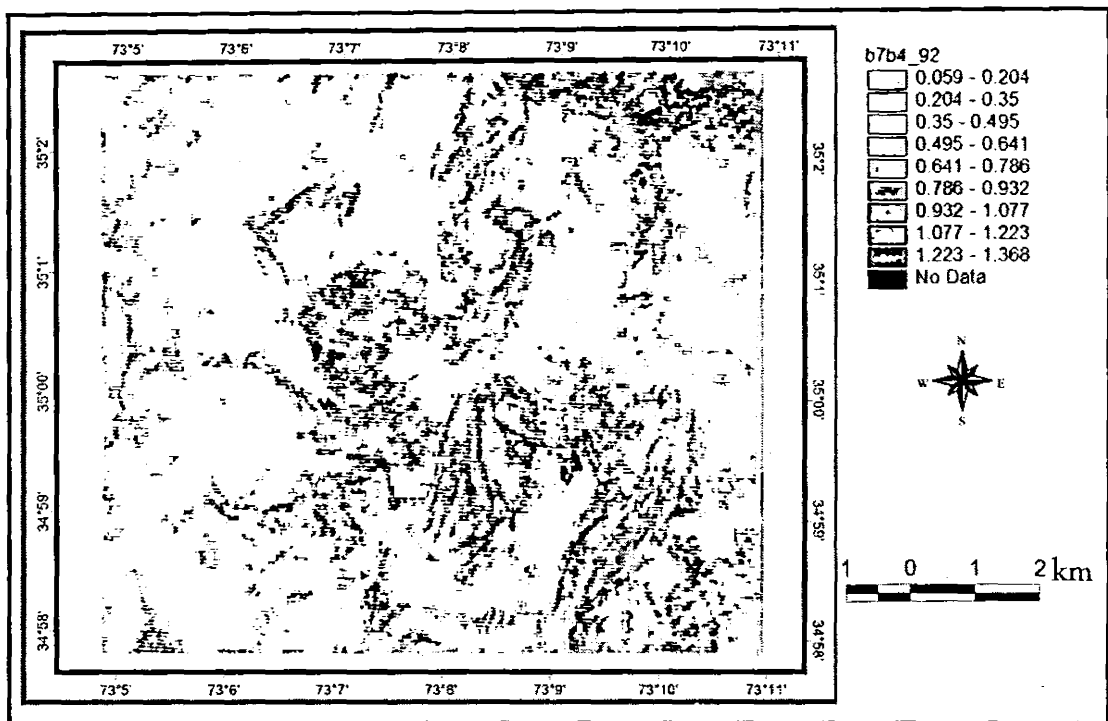 73°5' 73°6' 73°7' 73°8' 73°9' 73°10' 73°11'
b7b4_92
0.059 - 0.204
0.204 - 0.35
0.35 - 0.495
0.495 - 0.641
0.641 - 0.786
0.786 - 0.932
0.932 - 1.077
1.077 - 1.223
1.223 - 1.368
No Data
35°2' 35°2'
35°1' 35°1'
35°00' 35°00'
34°59' 34°59'
34°58' 34°58'
N
W E
S
1 0 1 2 km
73°5' 73°6' 73°7' 73°8' 73°9' 73°10' 73°11'